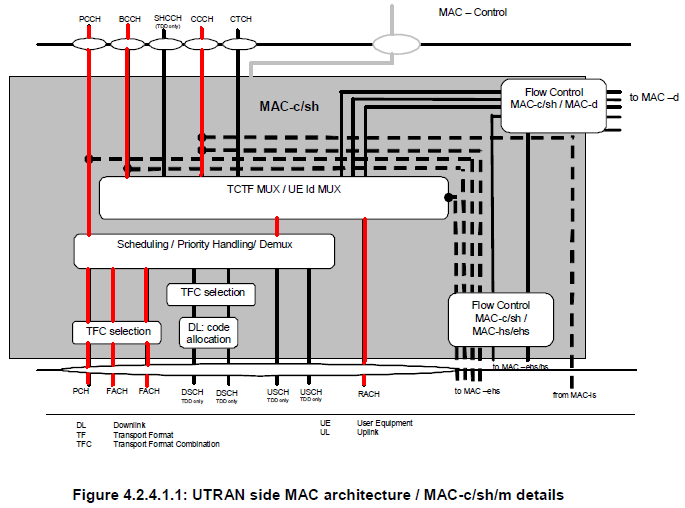 MAC – Control
PCCH
BCCH
SHCCH
(TDD only)
CCCH
CTCH
MAC-c/sh
Flow Control
MAC-c/sh / MAC-d
to MAC –d
TCTF MUX / UE Id MUX
Scheduling / Priority Handling/ Demux
TFC selection
TFC selection
DL: code
allocation
Flow Control
MAC-c/sh /
MAC-hs/ehs
to MAC –ehs/hs
PCH
FACH
FACH
DSCH
TDD only
DSCH
TDD only
USCH
TDD only
USCH
TDD only
RACH
to MAC –ehs
from MAC-is
DL Downlink
TF Transport Format
TFC Transport Format Combination
UE User Equipment
UL Uplink
Figure 4.2.4.1.1: UTRAN side MAC architecture / MAC-c/sh/m details